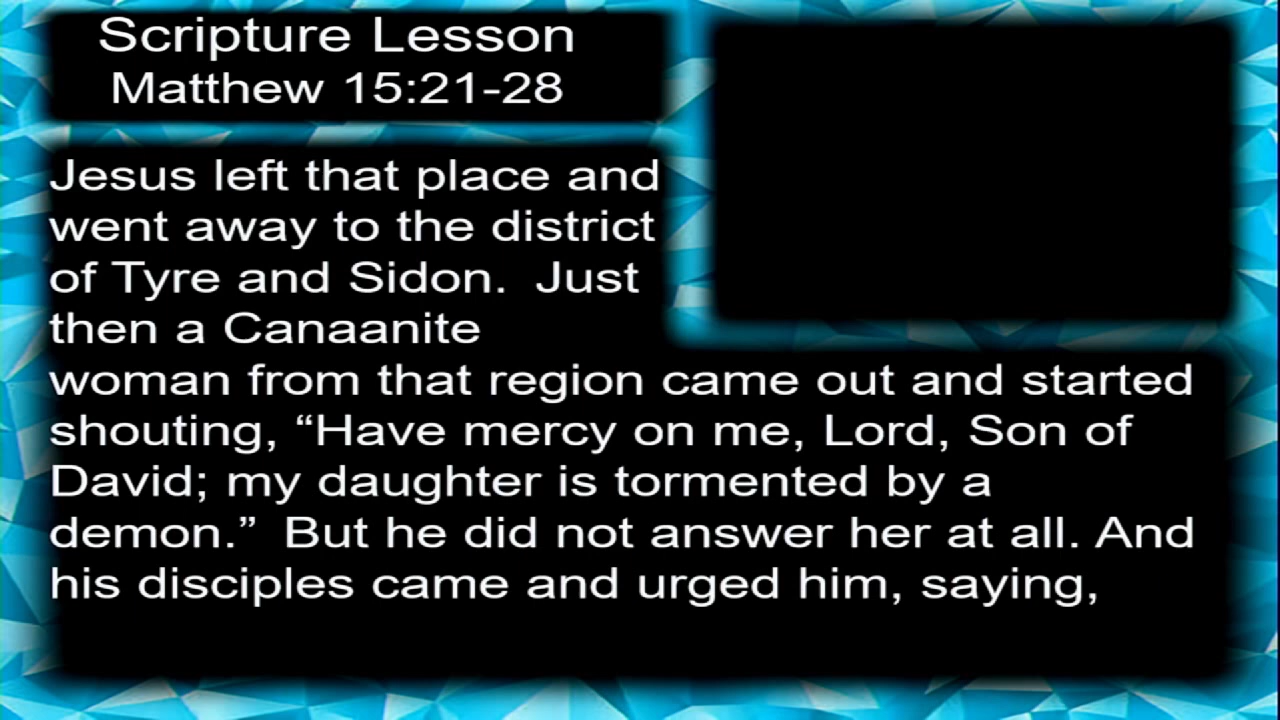 Scripture Lesson
Matthew 15:21-28
Jesus left that place and
went away to the district
of Tyre and Sidon.  Just
then a Canaanite
woman from that region came out and started
shouting, “Have mercy on me, Lord, Son of
David; my daughter is tormented by a
demon.”  But he did not answer her at all. And
his disciples came and urged him, saying,